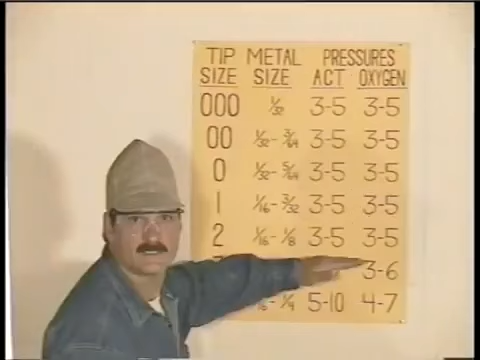 TIP METAL PRESSURES
SIZE SIZE ACT OXYGEN
000 1/32 3-5 3-5
00 1/32-3/64 3-5 3-5
0 1/32-5/64 3-5 3-5
1 1/16-3/32 3-5 3-5
2 1/16-1/8 3-5 3-5
3-6
1/4 5-10 4-7